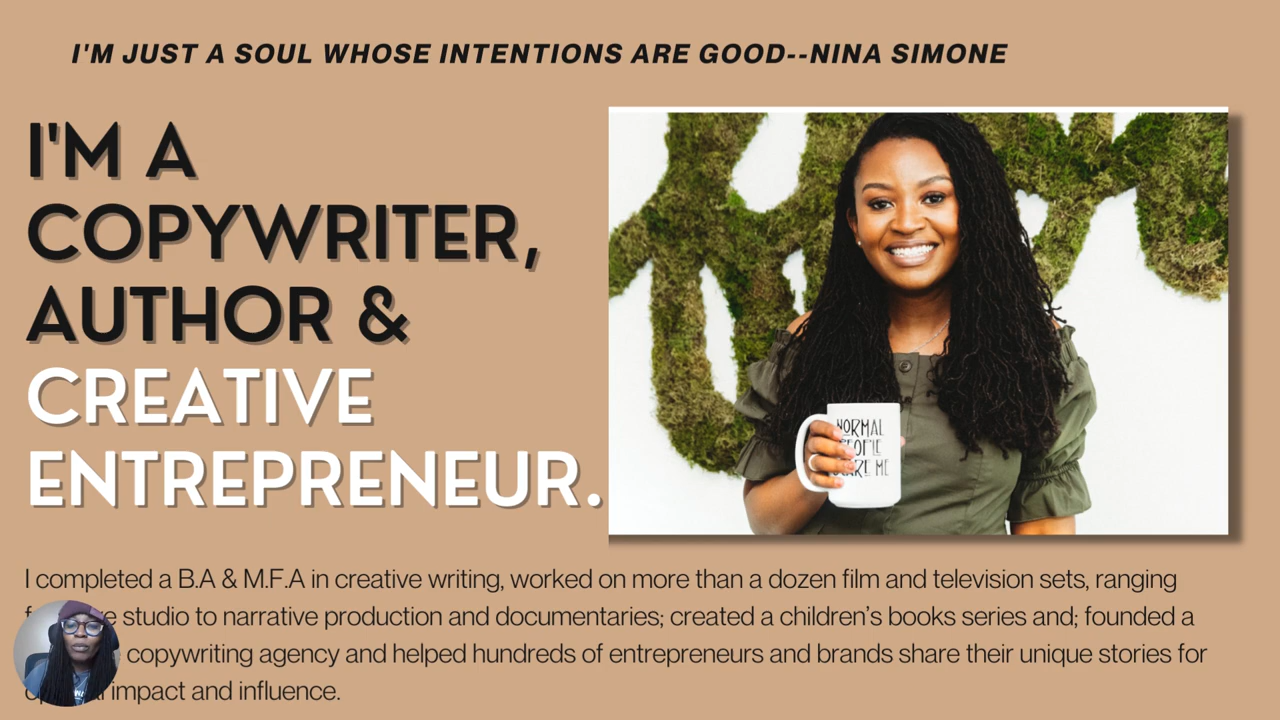 I'M JUST A SOUL WHOSE INTENTIONS ARE GOOD--NINA SIMONE
I'M A
COPYWRITER,
AUTHOR &
CREATIVE
ENTREPRENEUR.
NORMAL
PEOPLE
SCARE ME
I completed a B.A & M.F.A in creative writing, worked on more than a dozen film and television sets, ranging
studio to narrative production and documentaries; created a children's books series and; founded a
copywriting agency and helped hundreds of entrepreneurs and brands share their unique stories for
impact and influence.